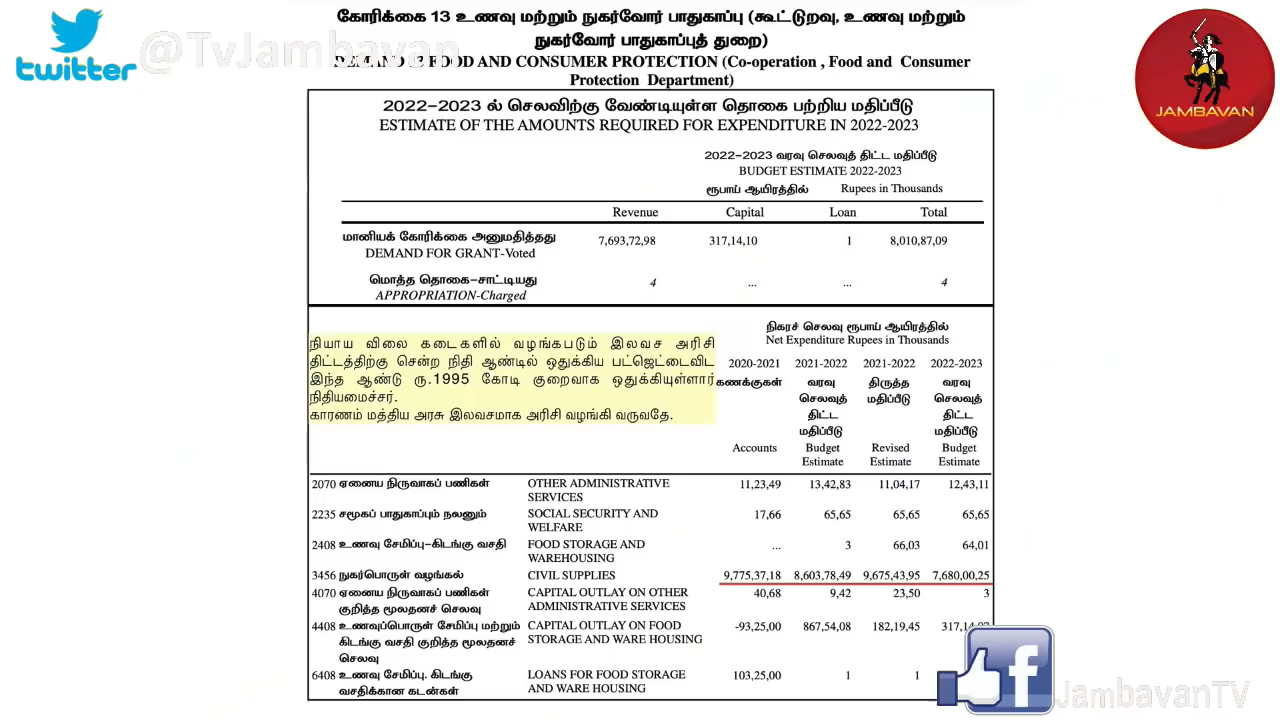 twitter
@TvJambavan
JAMBAVAN
கோரிக்கை 13 உணவு மற்றும் நுகர்வோர் பாதுகாப்பு (கூட்டுறவு, உணவு மற்றும்
நுகர்வோர் பாதுகாப்புத் துறை)
DEMAND 13 FOOD AND CONSUMER PROTECTION (Co-operation , Food and Consumer
Protection Department)
2022-2023 ல் செலவிற்கு வேண்டியுள்ள தொகை பற்றிய மதிப்பீடு
ESTIMATE OF THE AMOUNTS REQUIRED FOR EXPENDITURE IN 2022-2023
2022-2023 வரவு செலவுத் திட்ட மதிப்பீடு
BUDGET ESTIMATE 2022-2023
ரூபாய் ஆயிரத்தில் Rupees in Thousands
Revenue Capital Loan Total
மானியக் கோரிக்கை அனுமதித்தது 7,693,72,98 317,14,10 1 8,010,87,09
DEMAND FOR GRANT-Voted
மொத்த தொகை-சாட்டியது 4 ... ... 4
APPROPRIATION-Charged
நிகரச் செலவு ரூபாய் ஆயிரத்தில்
Net Expenditure Rupees in Thousands
நியாய விலை கடைகளில் வழங்கபடும் இலவச அரிசி
திட்டத்திற்கு சென்ற நிதி ஆண்டில் ஒதுக்கிய பட்ஜெட்டைவிட
இந்த ஆண்டு ரு.1995 கோடி குறைவாக ஒதுக்கியுள்ளார்
நிதியமைச்சர்.
காரணம் மத்திய அரசு இலவசமாக அரிசி வழங்கி வருவதே.
2020-2021 2021-2022 2021-2022 2022-2023
கணக்குகள் வரவு திருத்த வரவு
செலவுத் மதிப்பீடு செலவுத்
திட்ட திட்ட
மதிப்பீடு மதிப்பீடு
Accounts Budget Revised Budget
Estimate Estimate Estimate
2070 ஏனைய நிருவாகப் பணிகள் OTHER ADMINISTRATIVE 11,23,49 13,42,83 11,04,17 12,43,11
SERVICES
2235 சமூகப் பாதுகாப்பும் நலனும் SOCIAL SECURITY AND 17,66 65,65 65,65 65,65
WELFARE
2408 உணவு சேமிப்பு-கிடங்கு வசதி FOOD STORAGE AND ... 3 66,03 64,01
WAREHOUSING
3456 நுகர்பொருள் வழங்கல் CIVIL SUPPLIES 9,775,37,18 8,603,78,49 9,675,43,95 7,680,00,25
4070 ஏனைய நிருவாகப் பணிகள் CAPITAL OUTLAY ON OTHER 40,68 9,42 23,50 3
குறித்த மூலதனச் செலவு ADMINISTRATIVE SERVICES
4408 உணவுப்பொருள் சேமிப்பு மற்றும் CAPITAL OUTLAY ON FOOD -93,25,00 867,54,08 182,19,45
கிடங்கு வசதி குறித்த மூலதனச் STORAGE AND WARE HOUSING
செலவு
6408 உணவு சேமிப்பு. கிடங்கு LOANS FOR FOOD STORAGE 103,25,00 1 1
வசதிக்கான கடன்கள் AND WARE HOUSING
f
JambavanTV